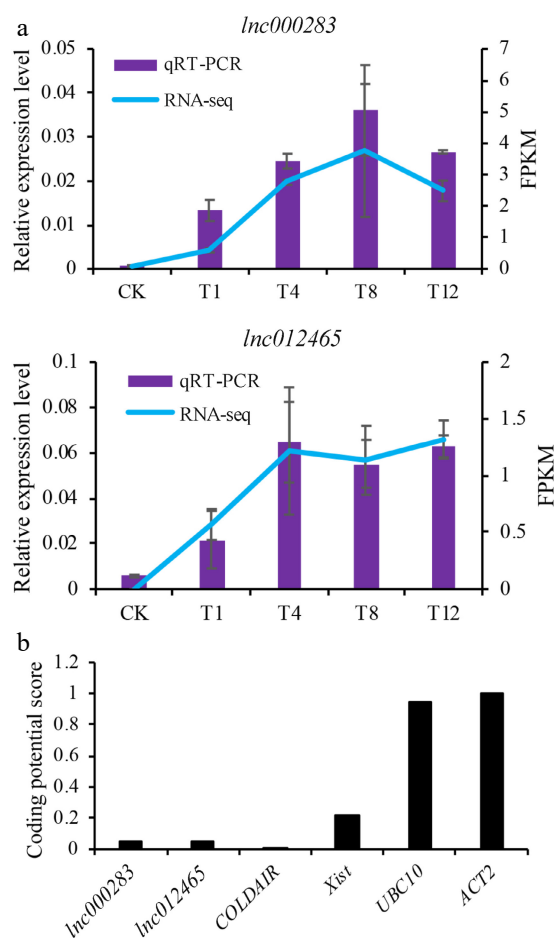 a
lnc000283
Relative expression level
0.05
0.04
0.03
0.02
0.01
0
qRT-PCR
RNA-seq
7
6
5
4
3
2
1
0
FPKM
CK T1 T4 T8 T12
lnc012465
Relative expression level
0.1
0.08
0.06
0.04
0.02
0
qRT-PCR
RNA-seq
2
1.5
1
0.5
0
FPKM
CK T1 T4 T8 T12
b
Coding potential score
1.2
1
0.8
0.6
0.4
0.2
0
lnc000283
lnc012465
COLDAIR
Xist
UBC10
ACT2